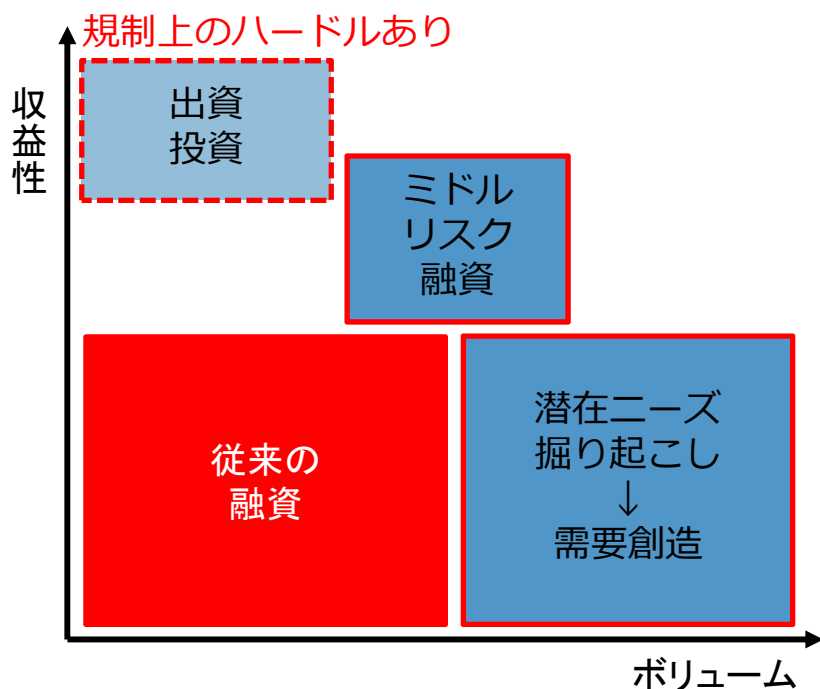 規制上のハードルあり
収益性
出資
投資
ミドル
リスク
融資
従来の
融資
潜在ニーズ
掘り起こし
↓
需要創造
ボリューム